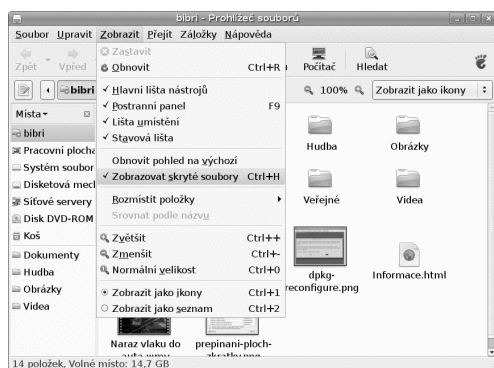 bibri - Prohlížeč souborů
Soubor Upravit Zobrazit Přejít Záložky Nápověda
Zpět Vpřed Počítač Hledat
bibri 100% Zobrazit jako ikony
Zastavit
Obnovit Ctrl+R
Hlavní lišta nástrojů
Postranní panel F9
Lišta umístění
Stavová lišta
Obnovit pohled na výchozí
Zobrazovat skryté soubory Ctrl+H
Rozmístit položky
Srovnat podle názvu
Zvětšit Ctrl++
Zmenšit Ctrl+-
Normální velikost Ctrl+0
Zobrazit jako ikony Ctrl+1
Zobrazit jako seznam Ctrl+2
Místa
bibri
Pracovní plocha
Systém soubor
Disketová mec
Síťové servery
Disk DVD-ROM
Koš
Dokumenty
Hudba
Obrázky
Videa
Hudba Obrázky
Veřejné Videa
dpkg-
reconfigure.png Informace.html
Naraz vlaku do prepinani-ploch-
auta.wmv zkratky.png
14 položek, Volné místo: 14,7 GB